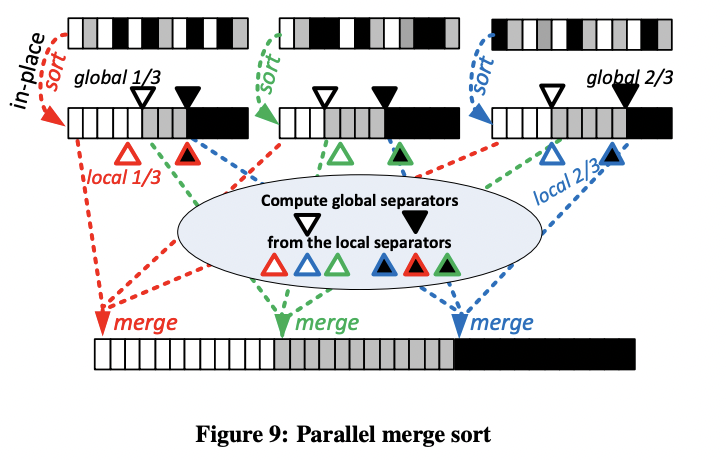 in-place
sort
sort
sort
global 1/3
global 2/3
local 1/3
local 2/3
Compute global separators
from the local separators
merge
merge
merge
Figure 9: Parallel merge sort